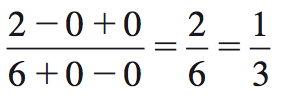 2 − 0 + 0 / 6 + 0 − 0 = 2 / 6 = 1 / 3